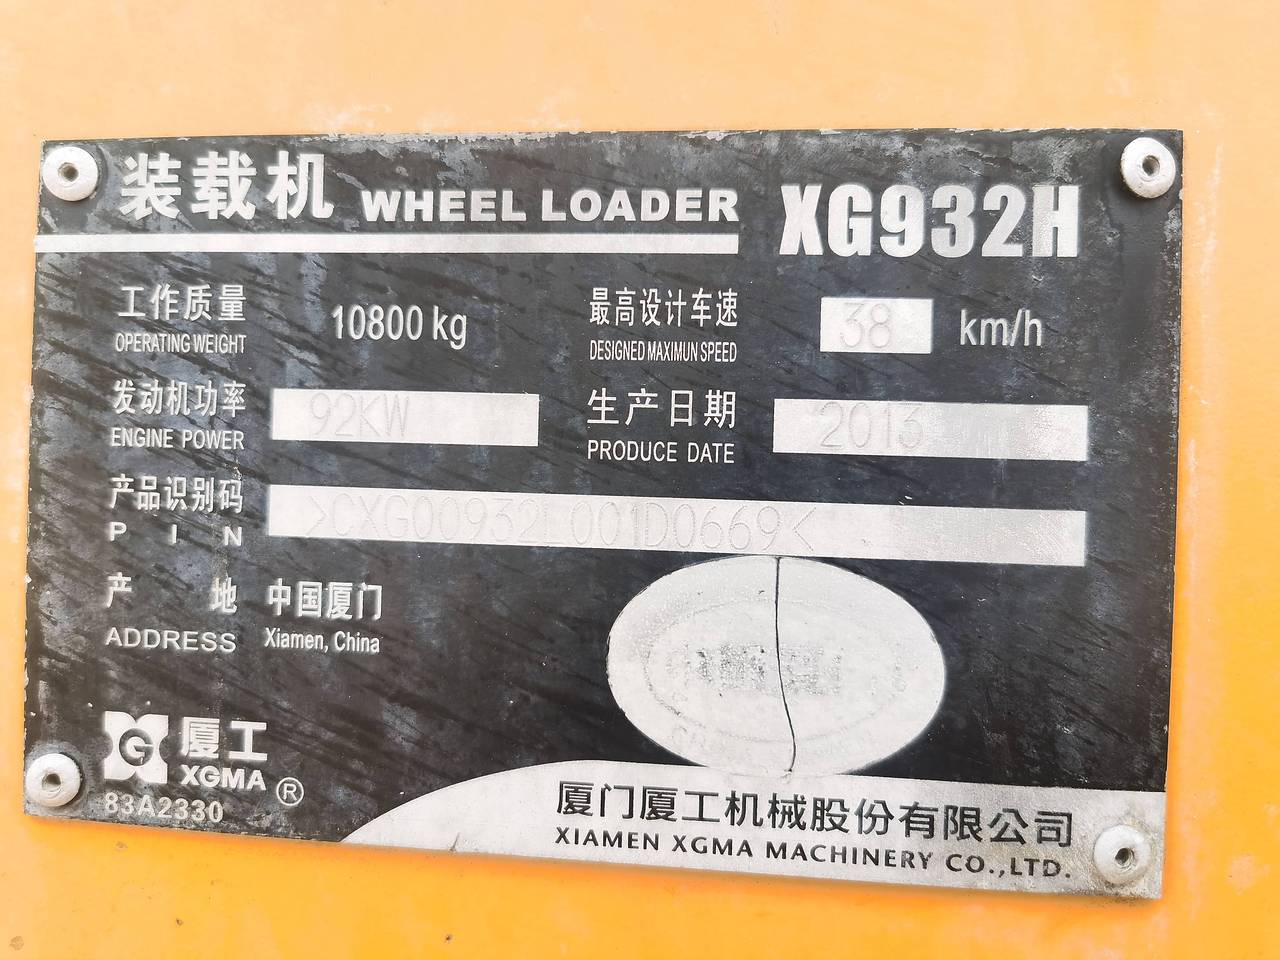 装载机 WHEEL LOADER XG932H
工作质量 10800 kg 最高设计车速 38 km/h
OPERATING WEIGHT DESIGNED MAXIMUN SPEED
发动机功率 92KW 生产日期 2013
ENGINE POWER PRODUCE DATE
产品识别码 >CXG00932L001D0669<
PIN
产地 中国厦门
ADDRESS Xiamen, China
厦工
XGMA ®
83A2330
厦门厦工机械股份有限公司
XIAMEN XGMA MACHINERY CO.,LTD.